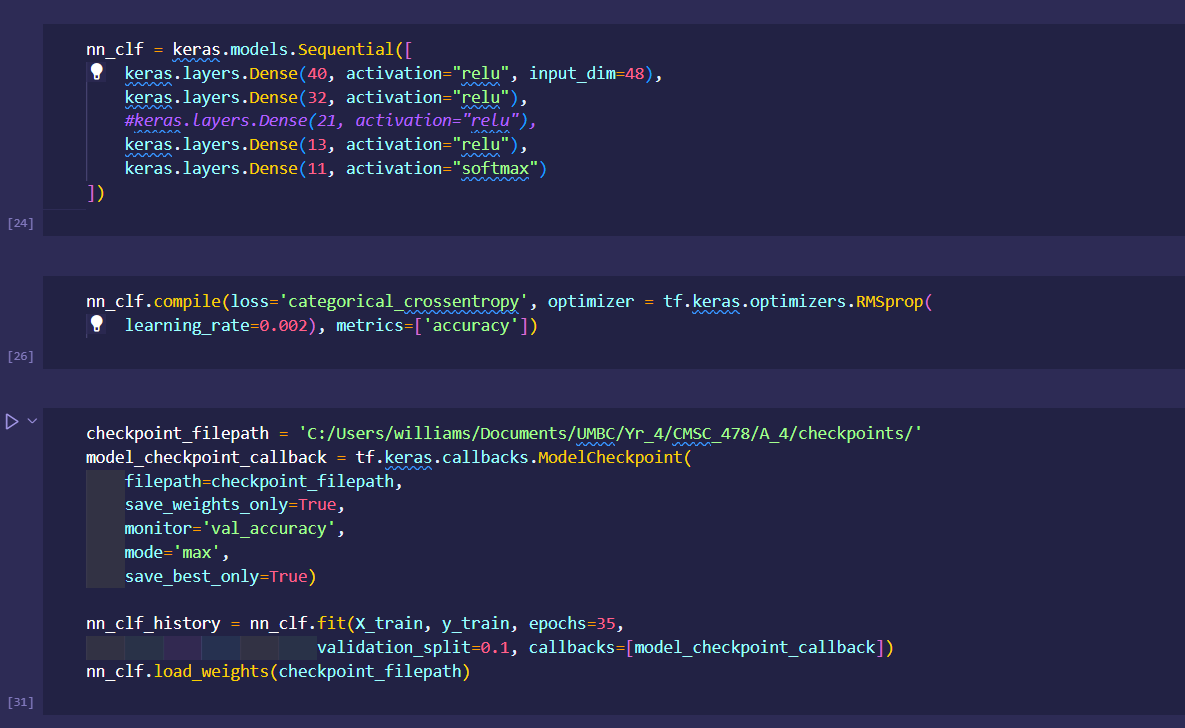 nn_clf = keras.models.Sequential([
keras.layers.Dense(40, activation="relu", input_dim=48),
keras.layers.Dense(32, activation="relu"),
#keras.layers.Dense(21, activation="relu"),
keras.layers.Dense(13, activation="relu"),
keras.layers.Dense(11, activation="softmax")
])
[24]
nn_clf.compile(loss='categorical_crossentropy', optimizer = tf.keras.optimizers.RMSprop(
learning_rate=0.002), metrics=['accuracy'])
[26]
checkpoint_filepath = 'C:/Users/williams/Documents/UMBC/Yr_4/CMSC_478/A_4/checkpoints/'
model_checkpoint_callback = tf.keras.callbacks.ModelCheckpoint(
filepath=checkpoint_filepath,
save_weights_only=True,
monitor='val_accuracy',
mode='max',
save_best_only=True)
nn_clf_history = nn_clf.fit(X_train, y_train, epochs=35,
validation_split=0.1, callbacks=[model_checkpoint_callback])
nn_clf.load_weights(checkpoint_filepath)
[31]